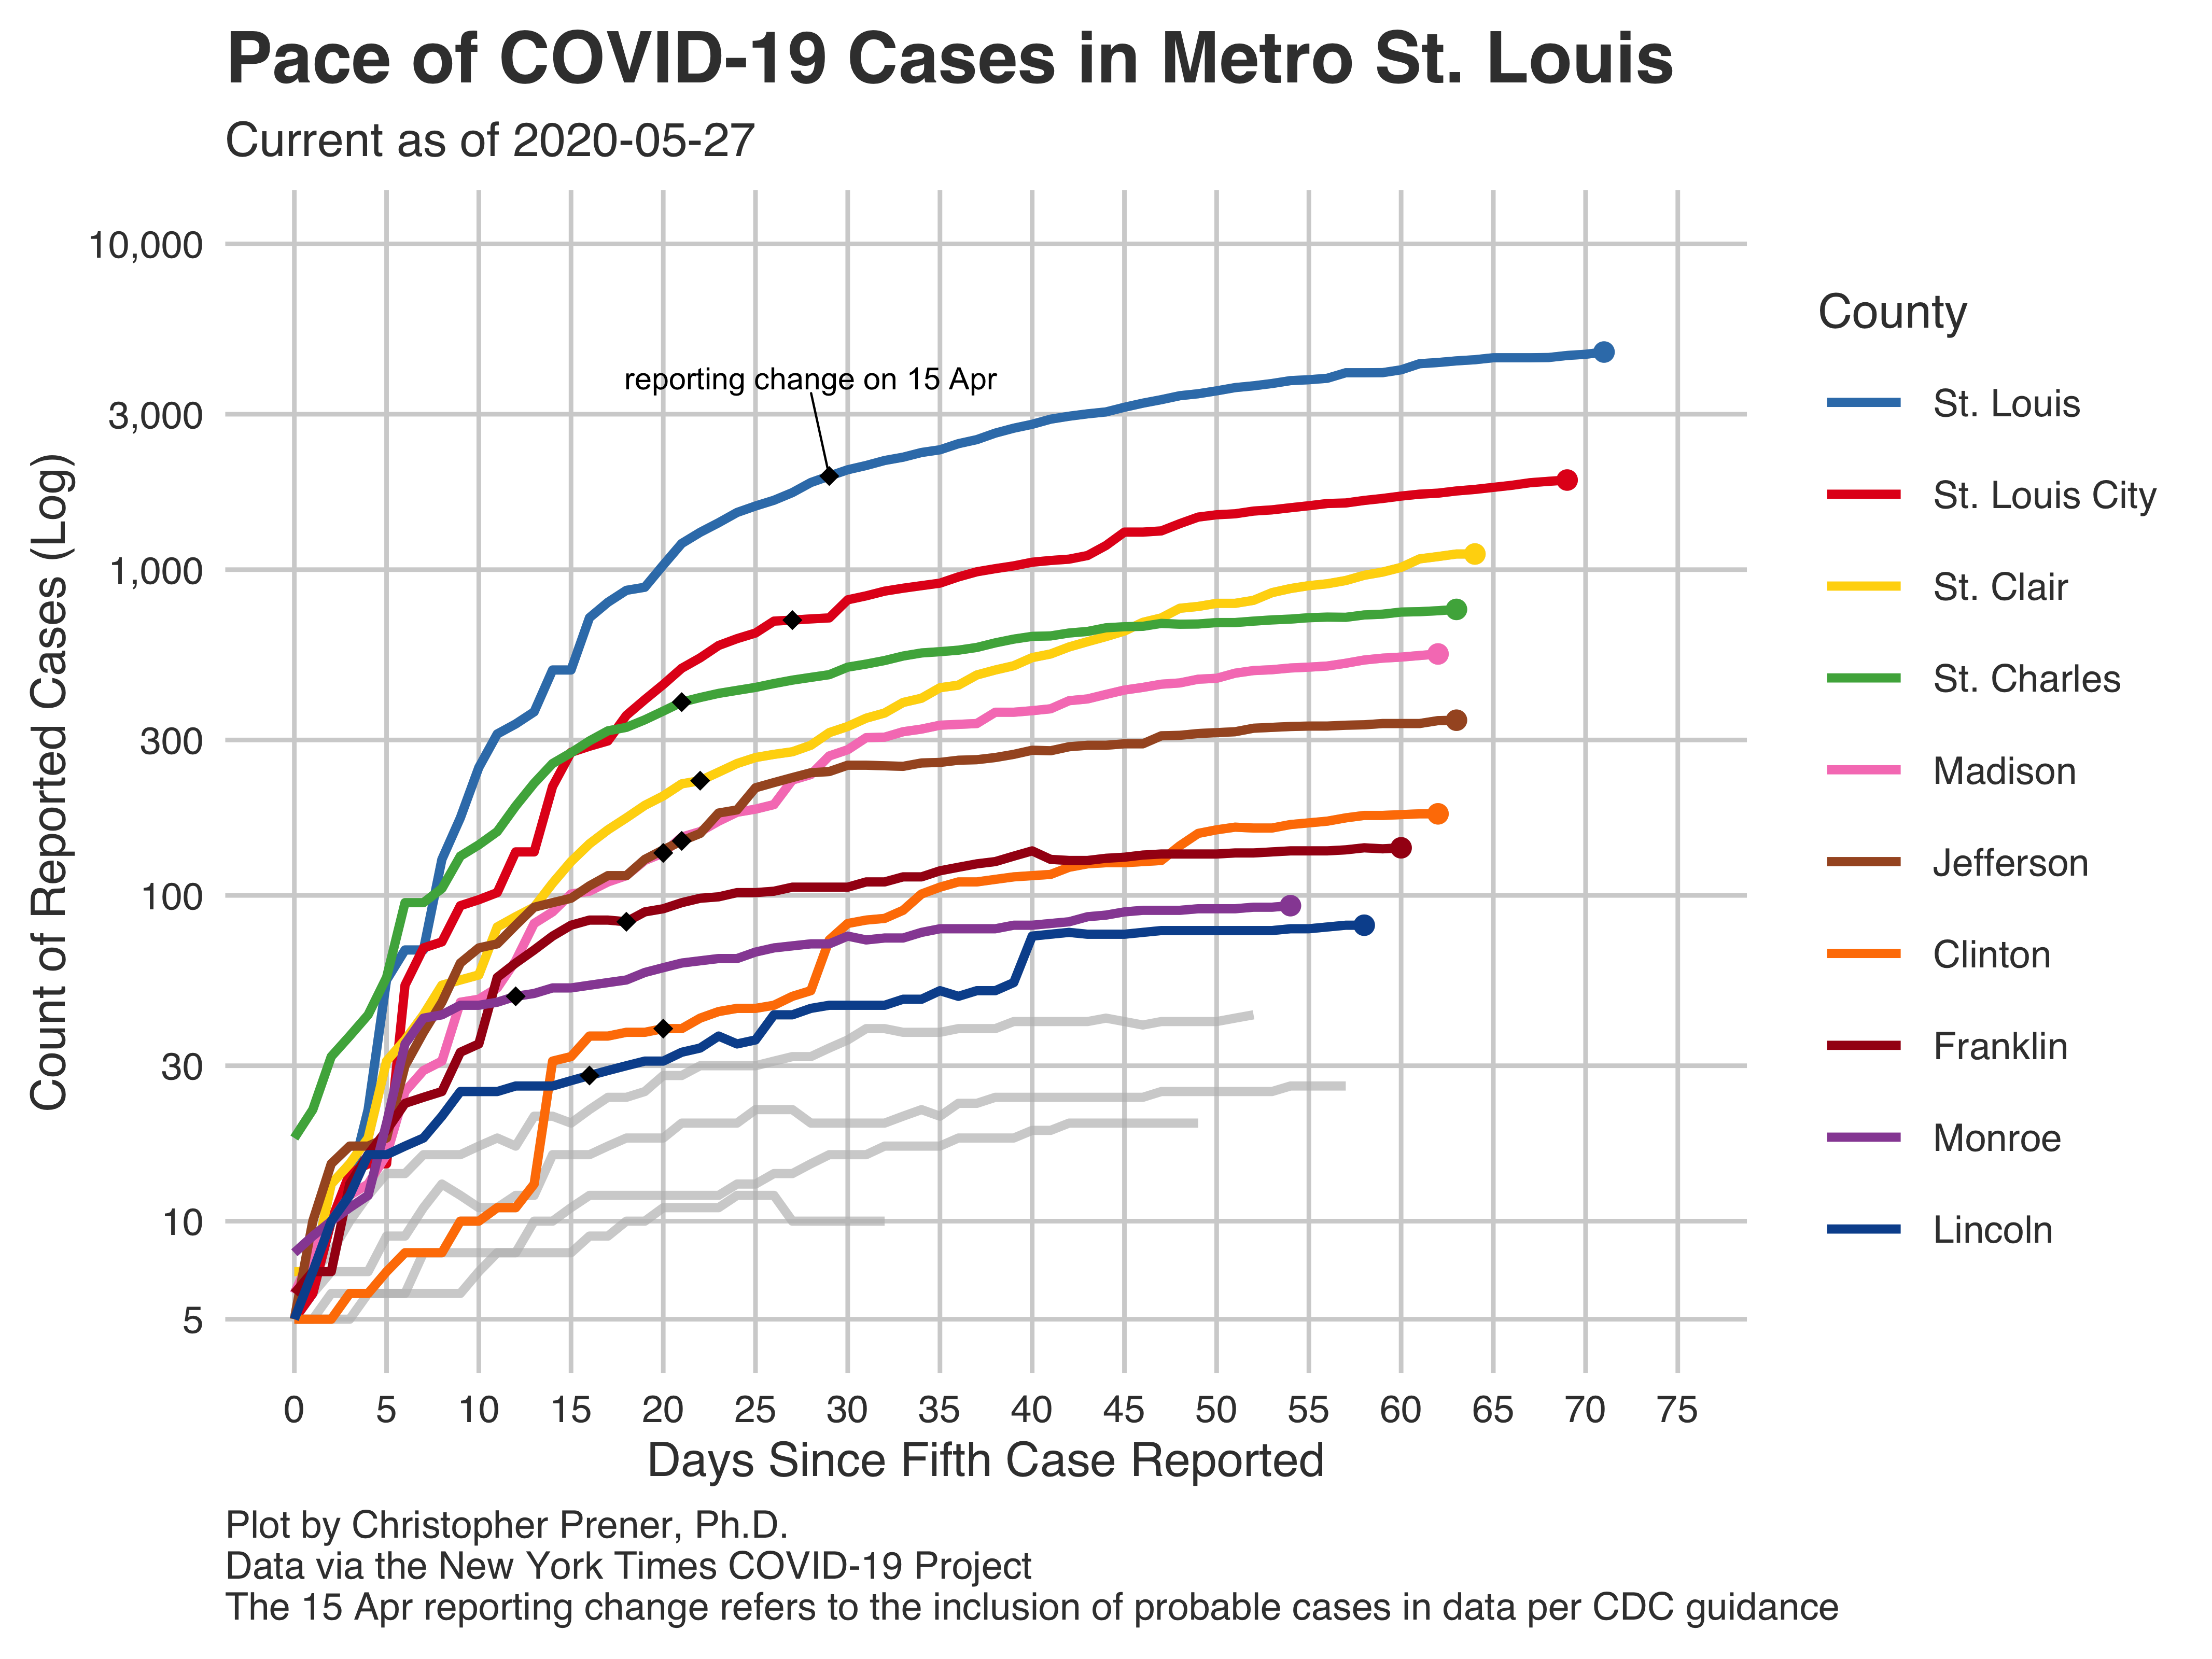 Pace of COVID-19 Cases in Metro St. Louis
Current as of 2020-05-27
Count of Reported Cases (Log)
10,000
3,000
1,000
300
100
30
10
5
reporting change on 15 Apr
0 5 10 15 20 25 30 35 40 45 50 55 60 65 70 75
Days Since Fifth Case Reported
County
St. Louis
St. Louis City
St. Clair
St. Charles
Madison
Jefferson
Clinton
Franklin
Monroe
Lincoln
Plot by Christopher Prener, Ph.D.
Data via the New York Times COVID-19 Project
The 15 Apr reporting change refers to the inclusion of probable cases in data per CDC guidance